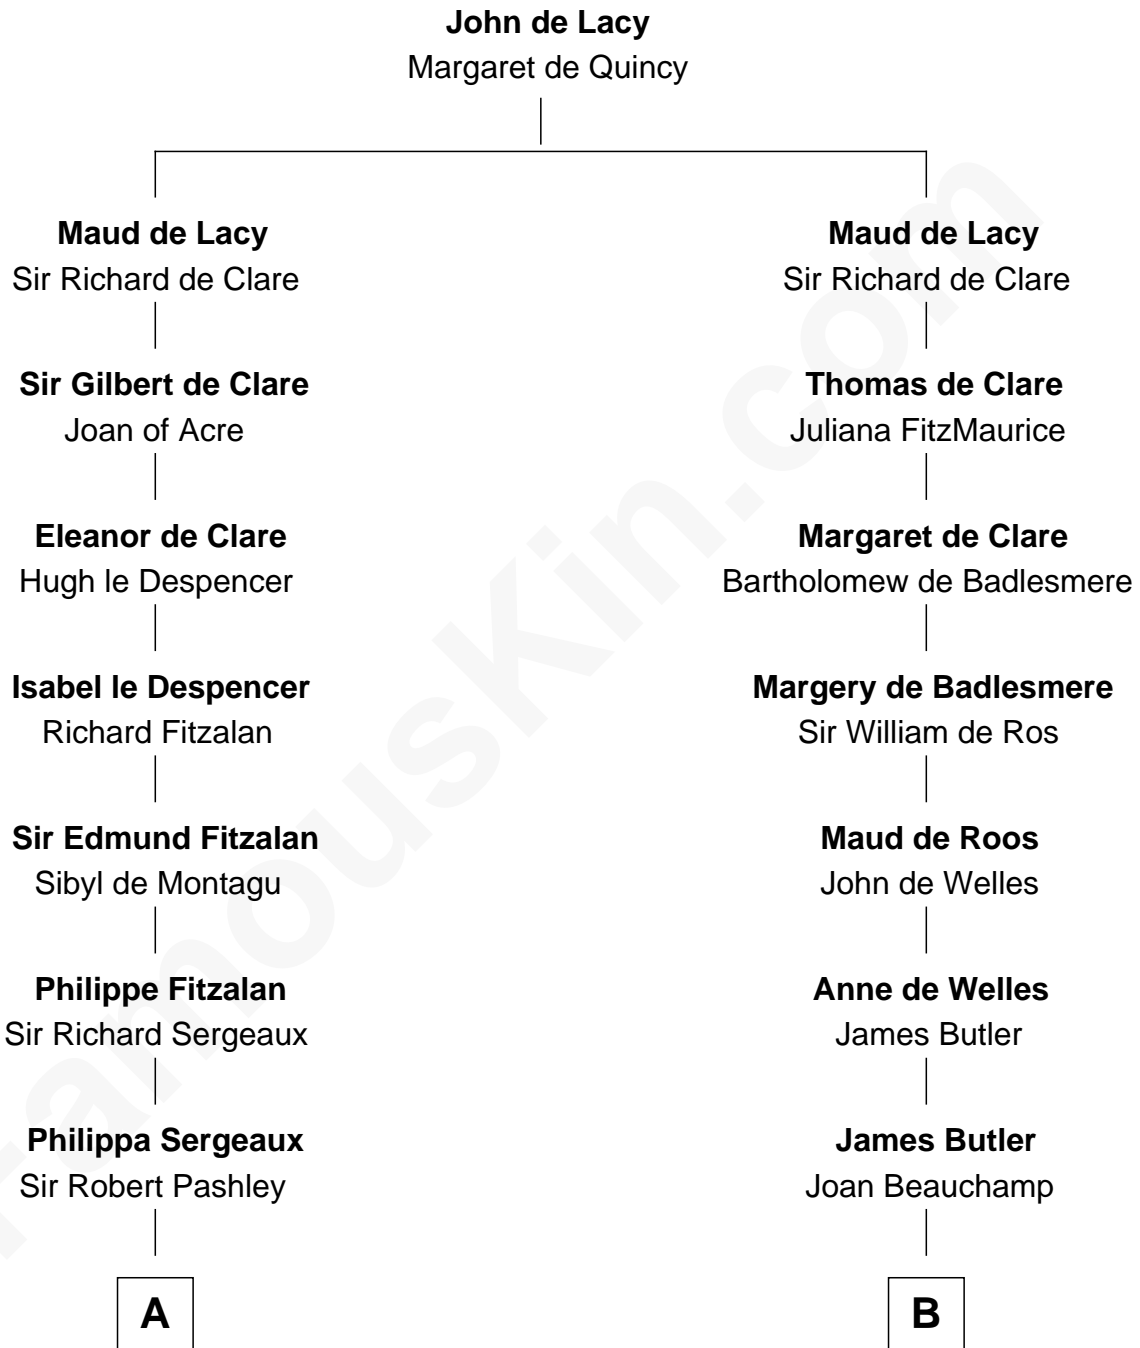 John de Lacy
Margaret de Quincy
Maud de Lacy
Sir Richard de Clare
Maud de Lacy
Sir Richard de Clare
Sir Gilbert de Clare
Joan of Acre
Thomas de Clare
Juliana FitzMaurice
Eleanor de Clare
Hugh le Despencer
Margaret de Clare
Bartholomew de Badlesmere
Isabel le Despencer
Richard Fitzalan
Margery de Badlesmere
Sir William de Ros
Sir Edmund Fitzalan
Sibyl de Montagu
Maud de Roos
John de Welles
Philippe Fitzalan
Sir Richard Sergeaux
Anne de Welles
James Butler
Philippa Sergeaux
Sir Robert Pashley
James Butler
Joan Beauchamp
A
B
FamousKin.com